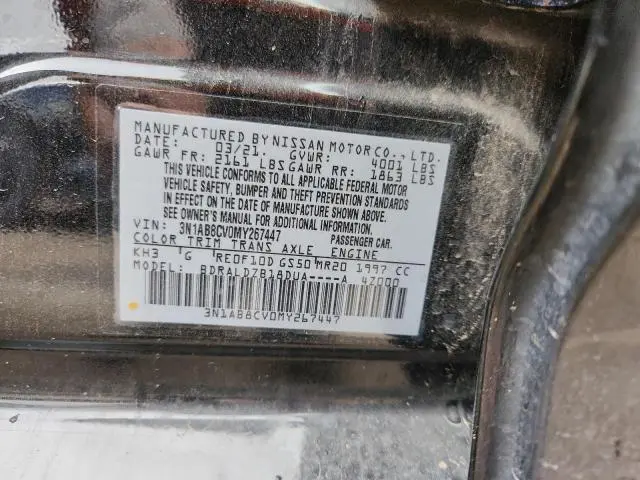 MANUFACTURED BY NISSAN MOTOR CO., LTD.
DATE: 03/21. GVWR: 4001 LBS
GAWR FR: 2161 LBS GAWR RR: 1863 LBS
THIS VEHICLE CONFORMS TO ALL APPLICABLE FEDERAL MOTOR
VEHICLE SAFETY, BUMPER AND THEFT PREVENTION STANDARDS
IN EFFECT ON THE DATE OF MANUFACTURE SHOWN ABOVE.
SEE OWNER'S MANUAL FOR ADDITIONAL INFORMATION.
VIN: 3N1AB8CV0MY267447 PASSENGER CAR.
COLOR TRIM TRANS AXLE ENGINE
KH3 G RE0F10D GS50 MR20 1997 CC
MODEL: BDRALDZB18DUA----A 4Z000
3N1AB8CV0MY267447